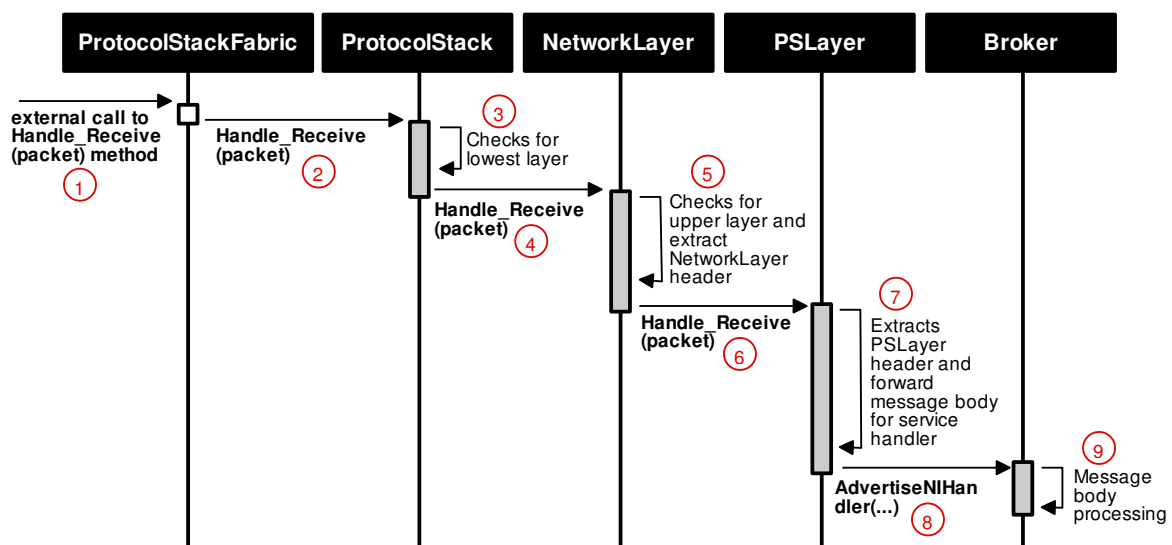 ProtocolStackFabric
ProtocolStack
NetworkLayer
PSLayer
Broker
external call to
Handle_Receive
(packet) method
1
Handle_Receive
(packet)
2
3
Checks for
lowest layer
Handle_Receive
(packet)
4
5
Checks for
upper layer and
extract
NetworkLayer
header
Handle_Receive
(packet)
6
7
Extracts
PSLayer
header and
forward
message body
for service
handler
AdvertiseNIHan
dler(...)
8
9
Message
body
processing